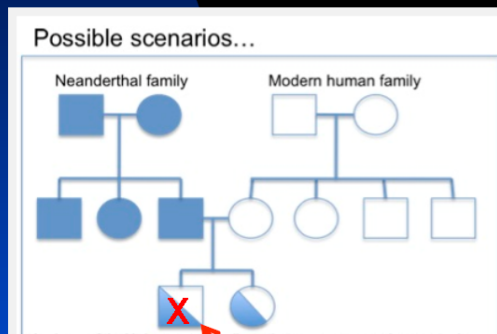 Possible scenarios...
Neanderthal family
Modern human family
X